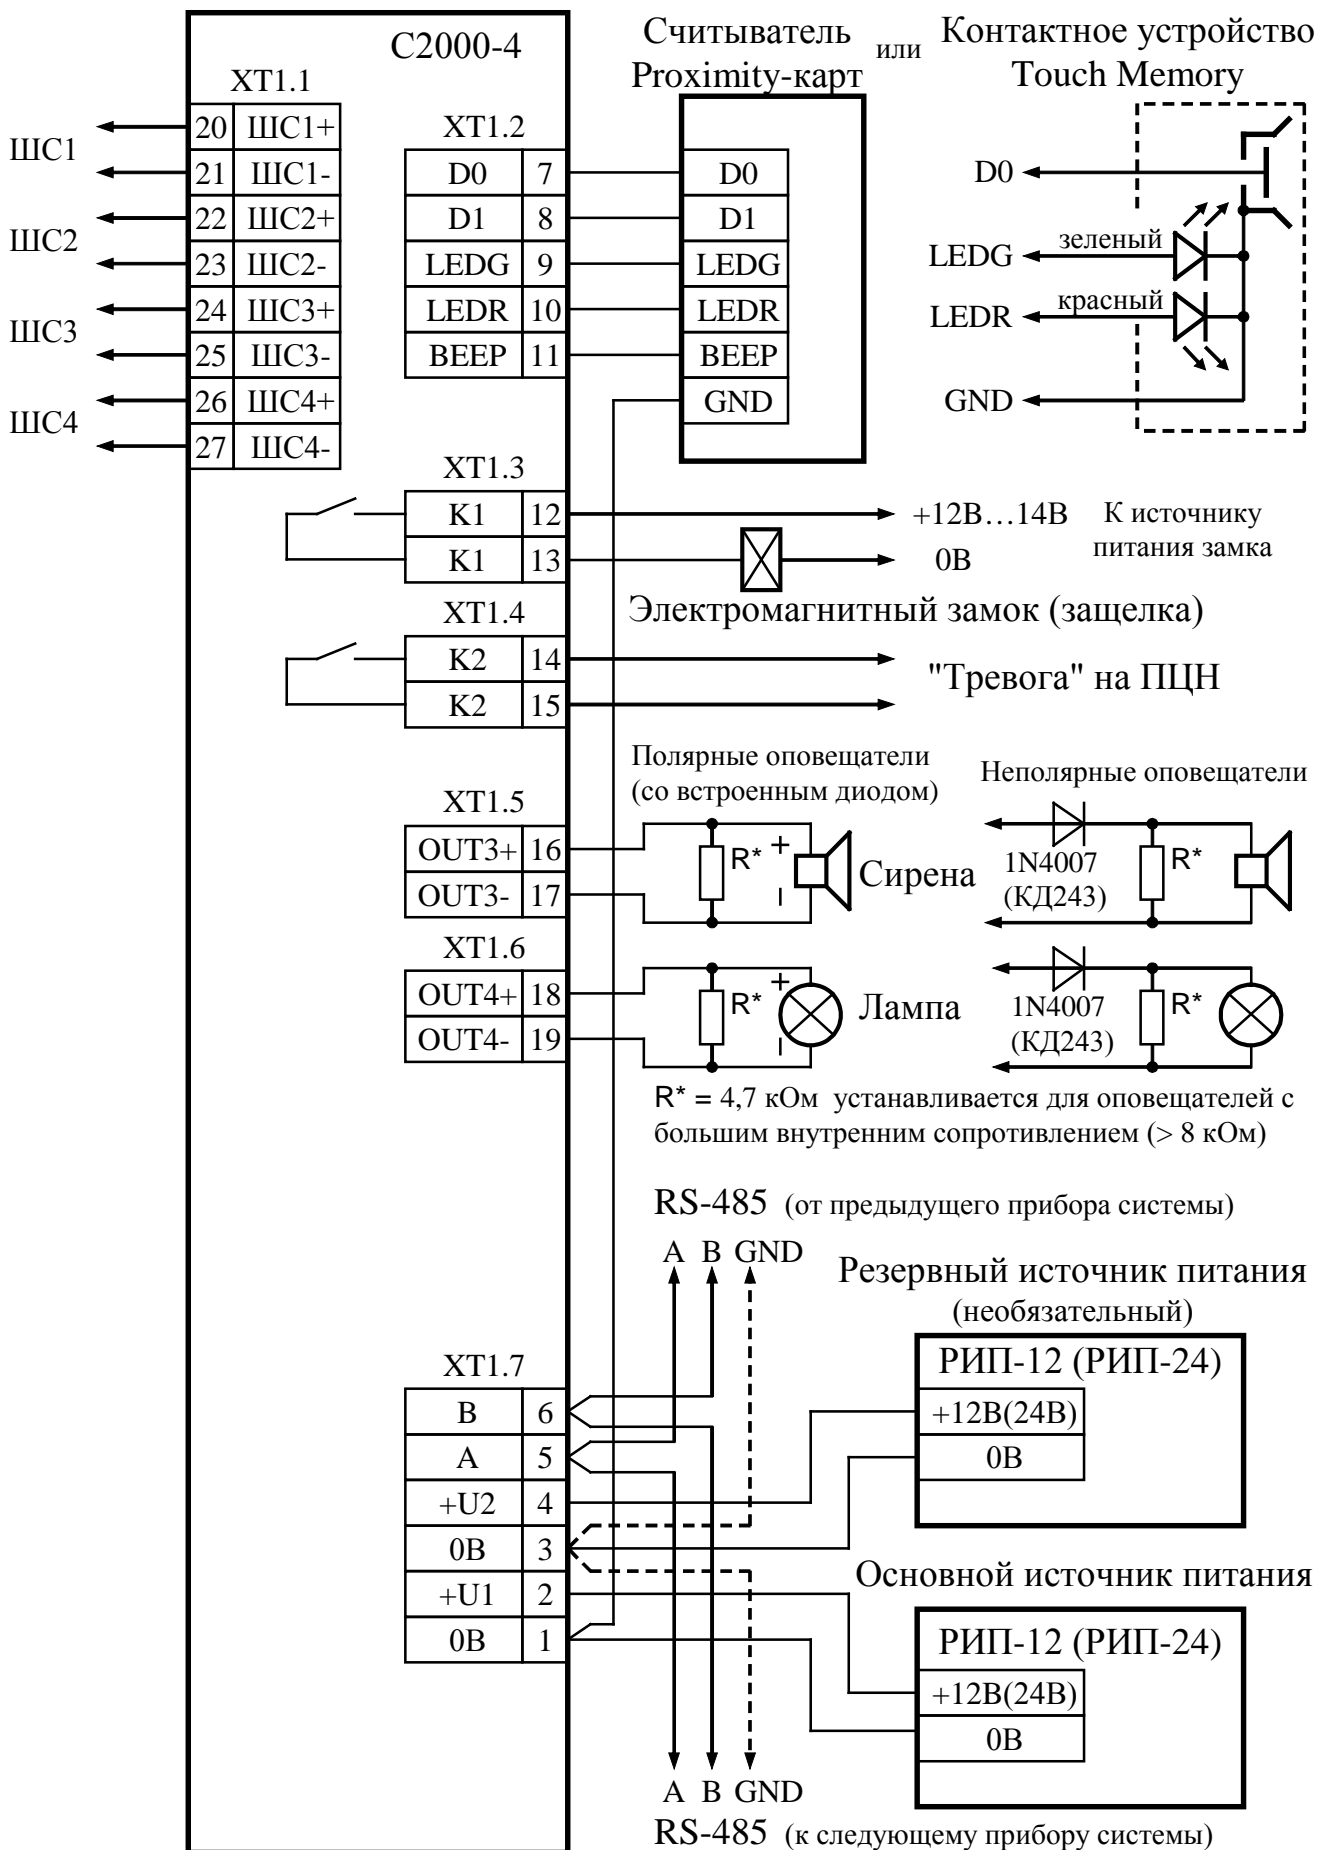 С2000-4
XT1.1
20 ШС1+
21 ШС1-
22 ШС2+
23 ШС2-
24 ШС3+
25 ШС3-
26 ШС4+
27 ШС4-
ШС1
ШС2
ШС3
ШС4
XT1.2
D0 7
D1 8
LEDG 9
LEDR 10
BEEP 11
Считыватель
Proximity-карт
D0
D1
LEDG
LEDR
BEEP
GND
или
Контактное устройство
Touch Memory
D0
LEDG
зеленый
LEDR
красный
GND
XT1.3
K1 12
K1 13
+12В…14В
0В
К источнику
питания замка
Электромагнитный замок (защелка)
XT1.4
K2 14
K2 15
"Тревога" на ПЦН
Полярные оповещатели
(со встроенным диодом)
Неполярные оповещатели
XT1.5
OUT3+ 16
OUT3- 17
R*
+
–
Сирена
1N4007
(КД243)
R*
XT1.6
OUT4+ 18
OUT4- 19
R*
+
–
Лампа
1N4007
(КД243)
R*
R* = 4,7 кОм устанавливается для оповещателей с
большим внутренним сопротивлением (> 8 кОм)
RS-485 (от предыдущего прибора системы)
A B GND
Резервный источник питания
(необязательный)
РИП-12 (РИП-24)
+12В(24В)
0В
XT1.7
B 6
A 5
+U2 4
0В 3
+U1 2
0В 1
Основной источник питания
РИП-12 (РИП-24)
+12В(24В)
0В
A B GND
RS-485 (к следующему прибору системы)